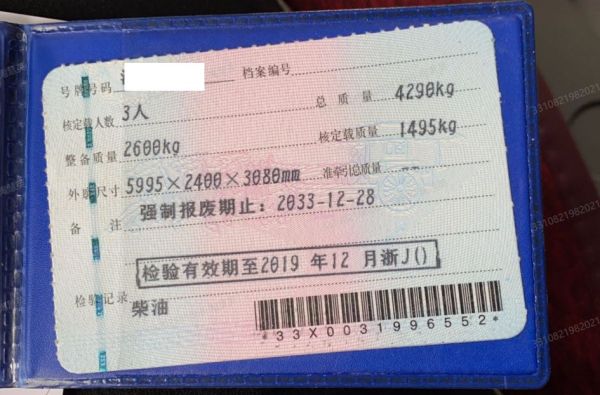 号牌号码 档案编号
核定载人数 3人 总质量 4290kg
整备质量 2600kg 核定载质量 1495kg
外廓尺寸 5995×2400×3080mm 准牵引总质量 --
备注 强制报废期止：2033-12-28
检验有效期至2019 年12 月浙J()
检验记录
柴油
*33X0031996552*
3310821982021
3310821982021